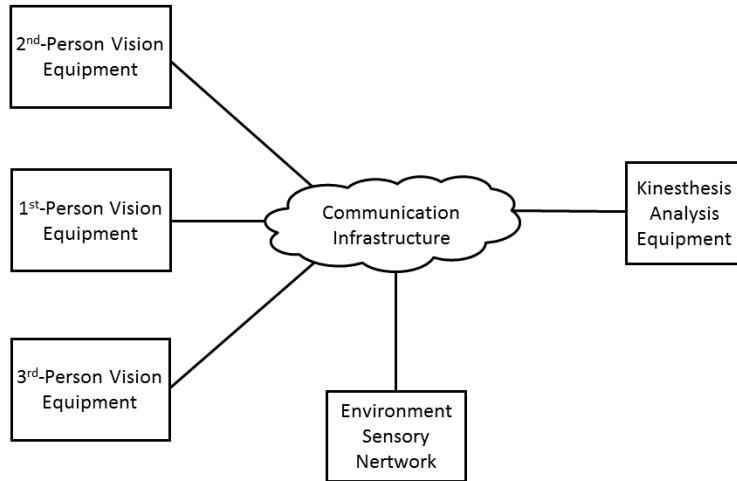 2nd-Person Vision
Equipment
1st-Person Vision
Equipment
Communication
Infrastructure
Kinesthesis
Analysis
Equipment
3rd-Person Vision
Equipment
Environment
Sensory
Nertwork